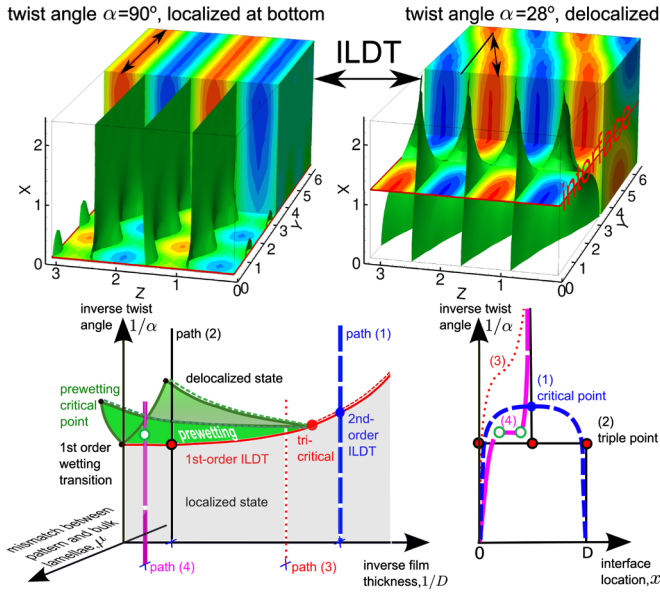 twist angle α=90º, localized at bottom
twist angle α=28º, delocalized
ILDT
interface
2
1
0
X
3
2
1
0
Z
0
1
2
3
4
5
6
Y
2
1
0
X
3
2
1
0
Z
0
1
2
3
4
5
6
Y
inverse twist
angle 1/α
path (2)
path (1)
delocalized state
prewetting
critical
point
prewetting
1st order
wetting
transition
1st-order ILDT
tri-
critical
2nd-
order
ILDT
localized state
mismatch between
pattern and bulk
lamellae, μ
path (4)
path (3)
inverse film
thickness, 1/D
inverse twist
angle 1/α
(3)
(1)
critical point
(4)
(2)
triple point
0
D
interface
location, x